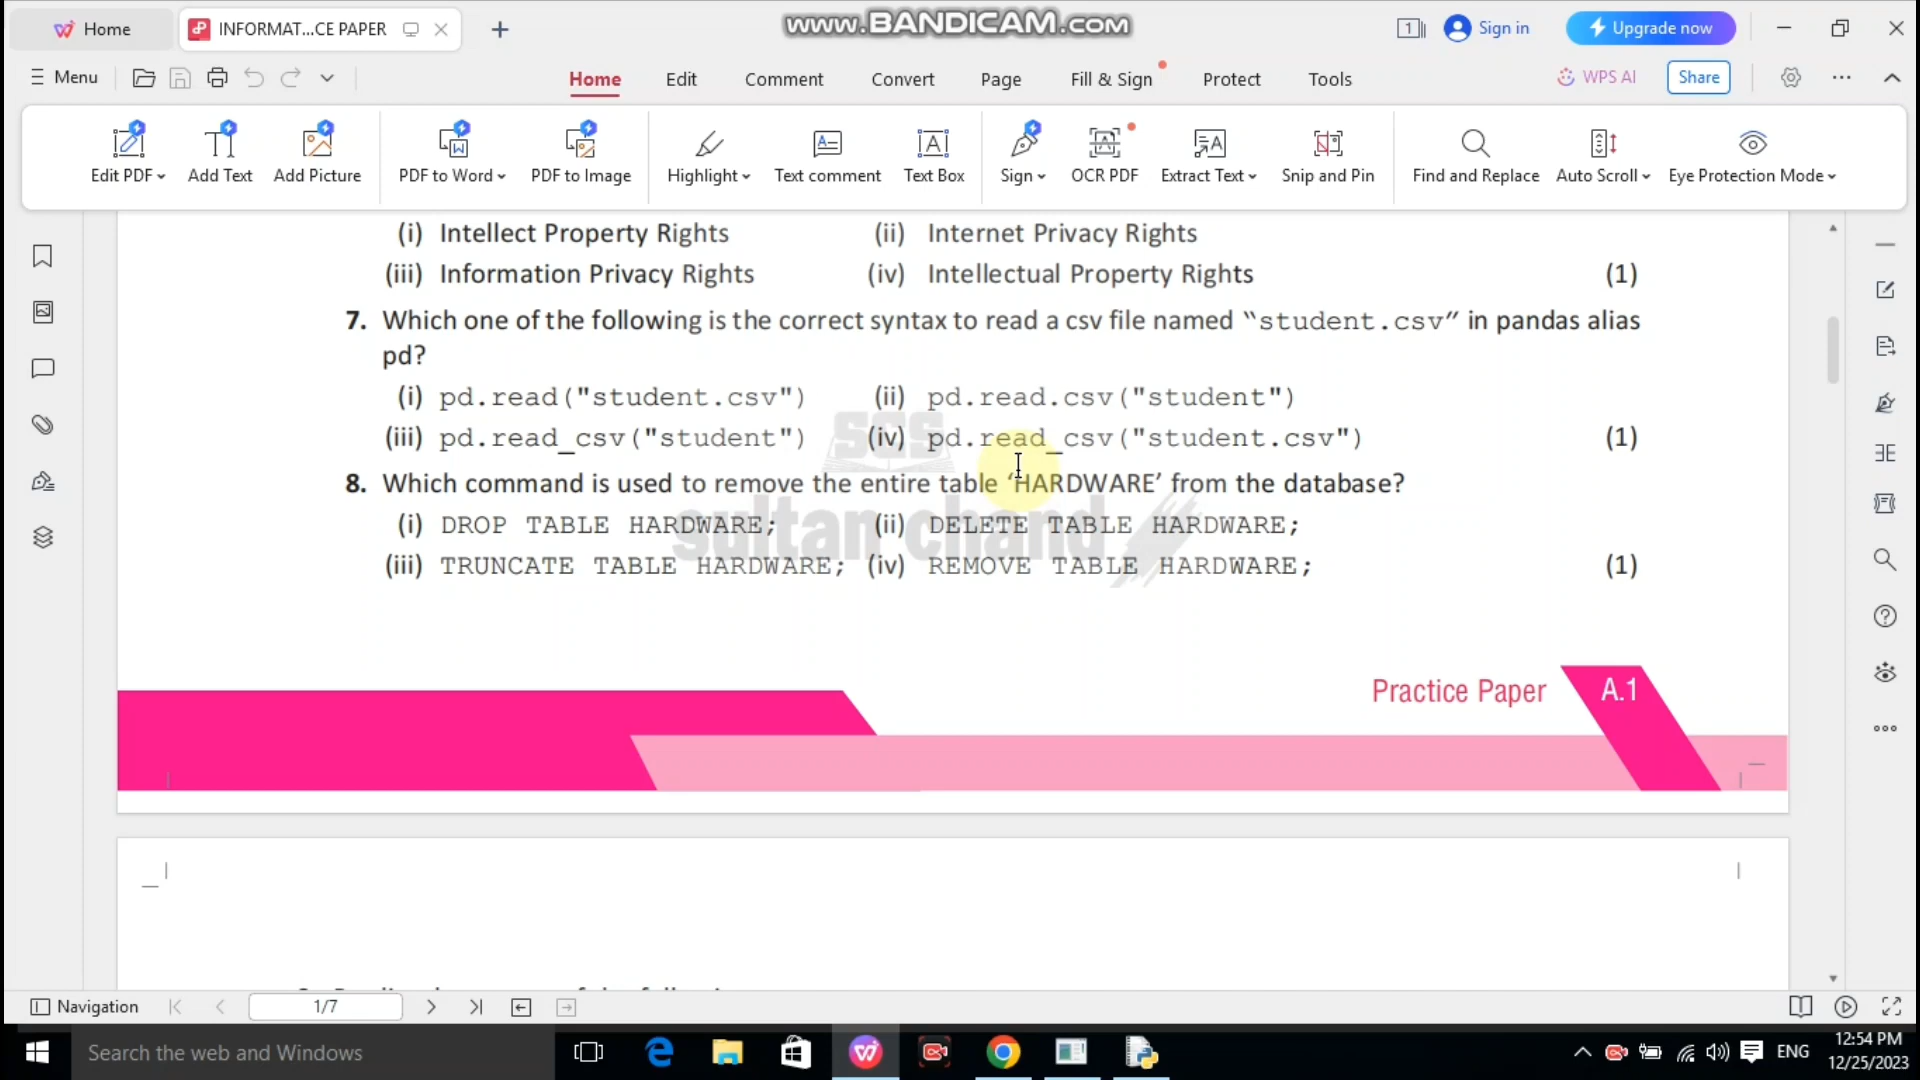 Home
INFORMAT...CE PAPER
www.BANDICAM.com
1
Sign in
Upgrade now
Menu
Home
Edit
Comment
Convert
Page
Fill & Sign
Protect
Tools
WPS AI
Share
Edit PDF
Add Text
Add Picture
PDF to Word
PDF to Image
Highlight
Text comment
Text Box
Sign
OCR PDF
Extract Text
Snip and Pin
Find and Replace
Auto Scroll
Eye Protection Mode
(i) Intellect Property Rights (ii) Internet Privacy Rights
(iii) Information Privacy Rights (iv) Intellectual Property Rights (1)
7. Which one of the following is the correct syntax to read a csv file named “student.csv” in pandas alias
pd?
(i) pd.read("student.csv") (ii) pd.read.csv("student")
(iii) pd.read_csv("student") (iv) pd.read_csv("student.csv") (1)
SCS
8. Which command is used to remove the entire table ‘HARDWARE’ from the database?
(i) DROP TABLE HARDWARE; (ii) DELETE TABLE HARDWARE;
sultan chand
(iii) TRUNCATE TABLE HARDWARE; (iv) REMOVE TABLE HARDWARE; (1)
Practice Paper A.1
Navigation
1/7
Search the web and Windows
ENG
12:54 PM
12/25/2023